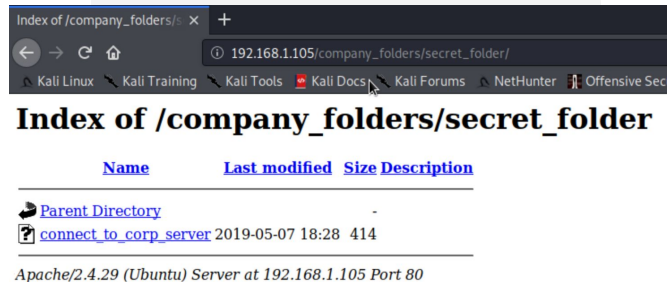 Index of /company_folders/s
192.168.1.105/company_folders/secret_folder/
Kali Linux Kali Training Kali Tools Kali Docs Kali Forums NetHunter Offensive Sec
Index of /company_folders/secret_folder
Name Last modified Size Description
Parent Directory -
connect_to_corp_server 2019-05-07 18:28 414
Apache/2.4.29 (Ubuntu) Server at 192.168.1.105 Port 80